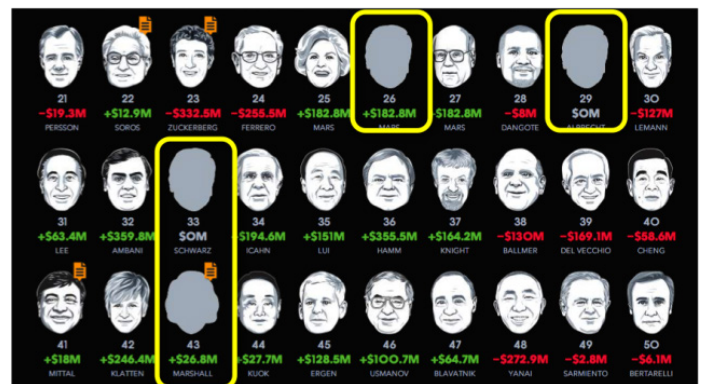 21 22 23 24 25 26 27 28 29 30
-$19.3M +$12.9M -$332.5M -$255.5M +$182.8M +$182.8M +$182.8M -$8M $0M -$127M
PERSSON SOROS ZUCKERBERG FERRERO MARS MARS MARS DANGOTE ALBRECHT LEMANN
31 32 33 34 35 36 37 38 39 40
+$63.4M +$359.8M $0M $194.6M +$151M +$355.5M +$164.2M -$130M -$169.1M -$58.6M
LEE AMBANI SCHWARZ ICAHN LUI HAMM KNIGHT BALLMER DEL VECCHIO CHENG
41 42 43 44 45 46 47 48 49 50
+$18M +$246.4M +$26.8M +$27.7M +$128.5M +$100.7M +$64.7M -$272.9M -$2.8M -$6.1M
MITTAL KLATTEN MARSHALL KUOK ERGEN USMANOV BLAVATNIK YANAI SARMIENTO BERTARELLI